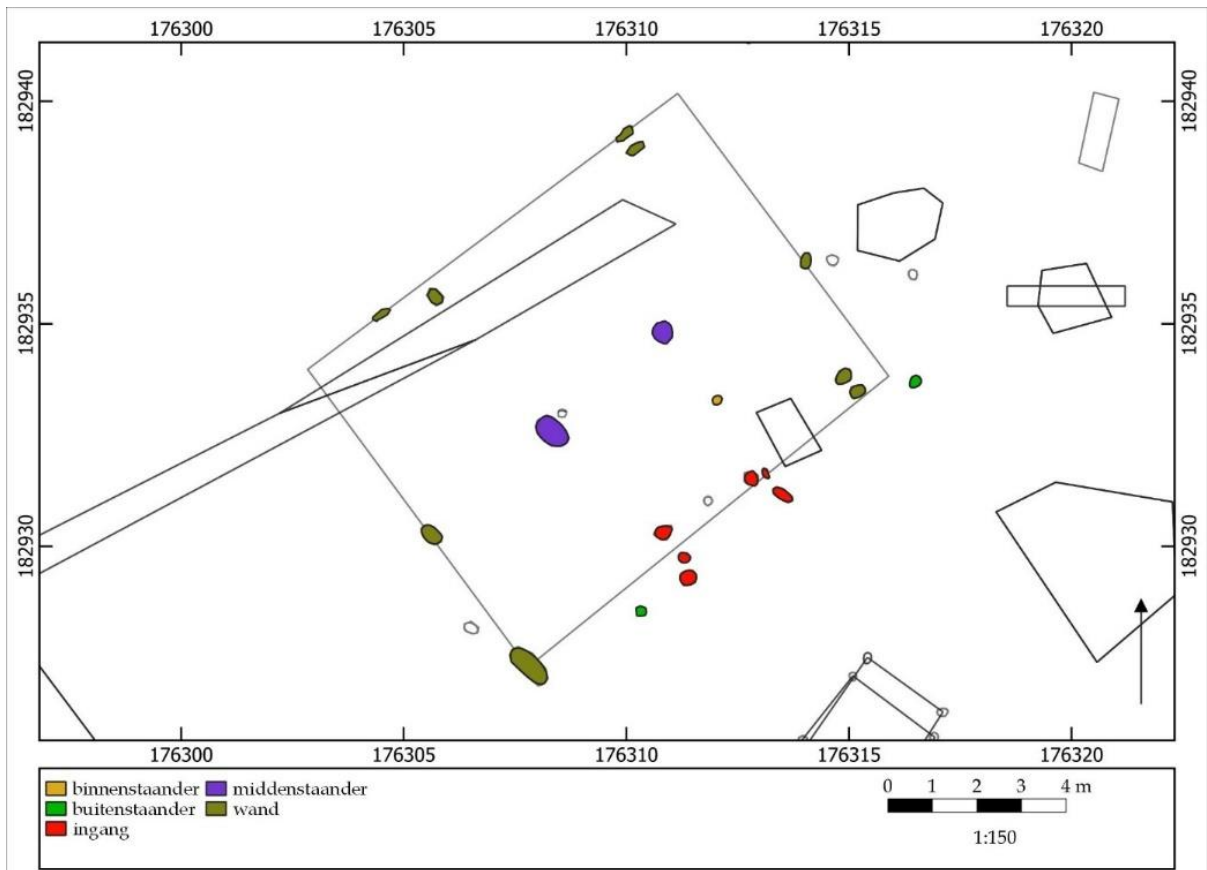 176300 176305 176310 176315 176320
182940 182940
182935 182935
182930 182930
176300 176305 176310 176315 176320
binnenstaander middenstaander
buitenstaander wand
ingang
0 1 2 3 4 m
1:150